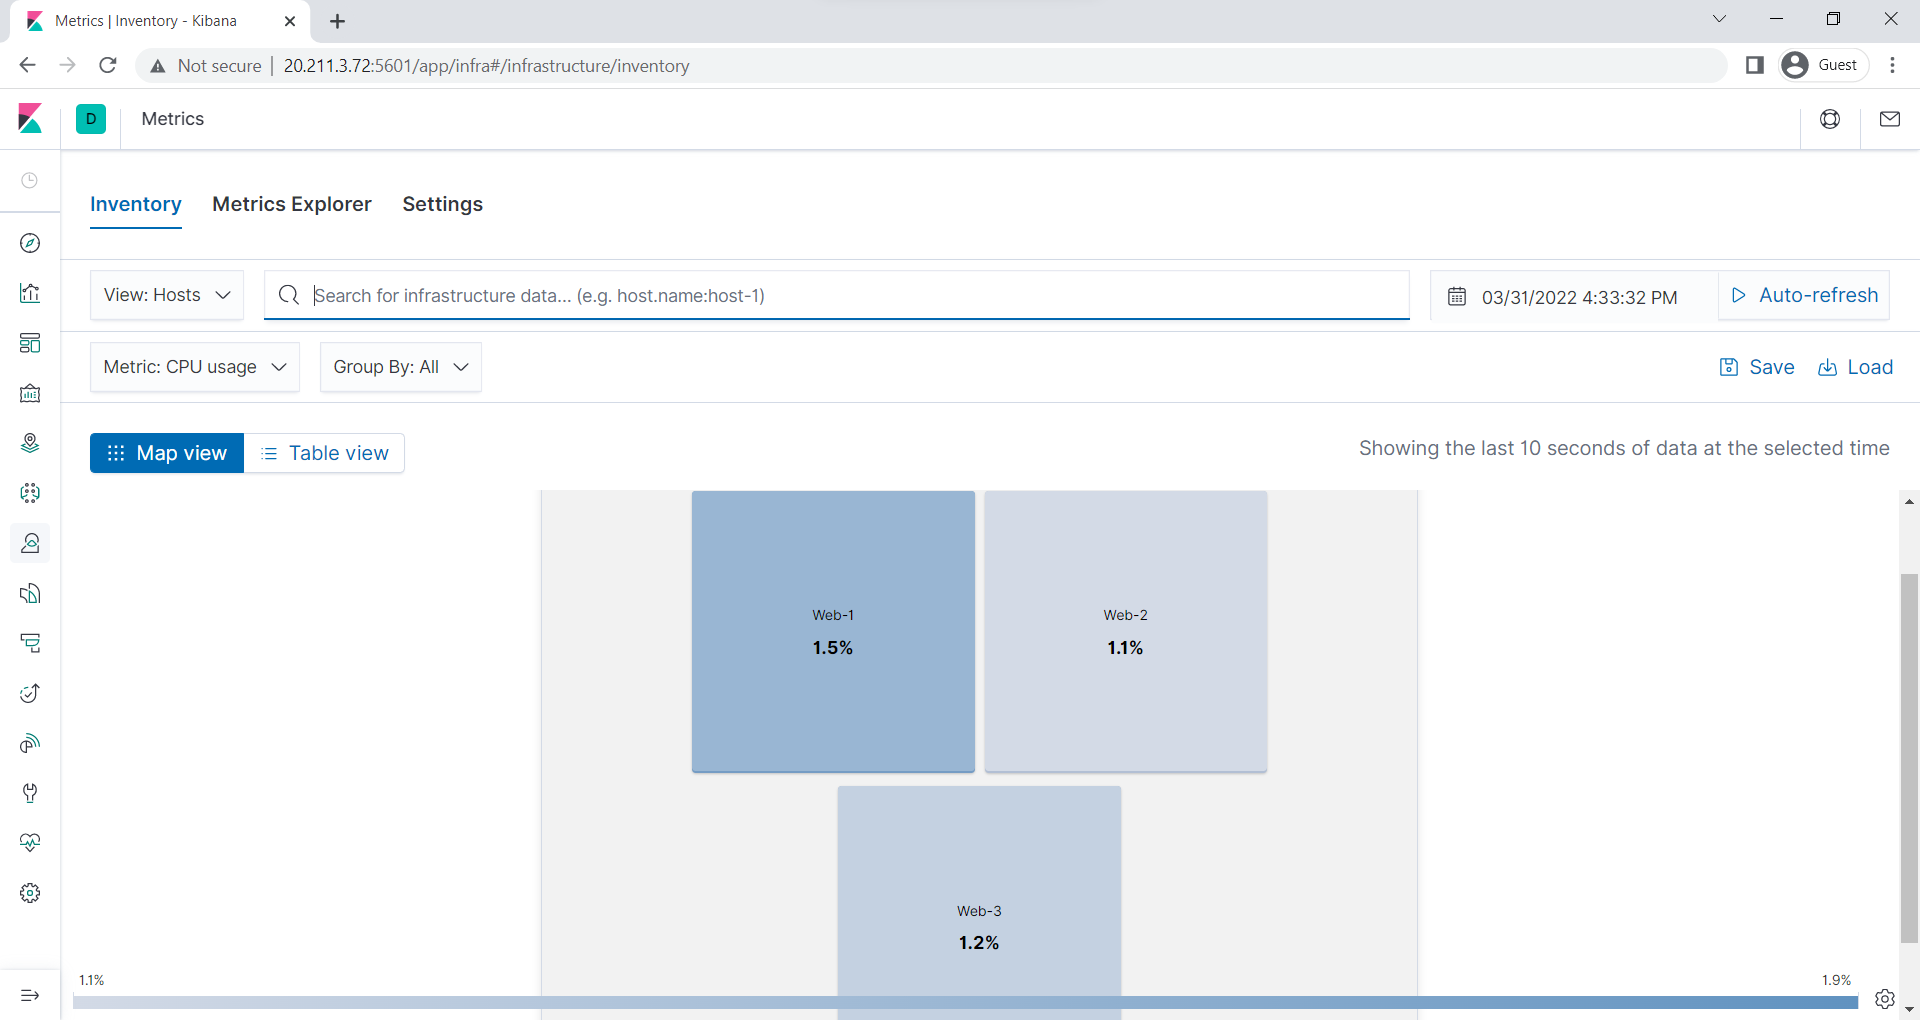 Metrics | Inventory - Kibana
Not secure | 20.211.3.72:5601/app/infra#/infrastructure/inventory
Guest
D
Metrics
Inventory
Metrics Explorer
Settings
View: Hosts
Search for infrastructure data... (e.g. host.name:host-1)
03/31/2022 4:33:32 PM
Auto-refresh
Metric: CPU usage
Group By: All
Save
Load
Map view
Table view
Showing the last 10 seconds of data at the selected time
Web-1
1.5%
Web-2
1.1%
Web-3
1.2%
1.1%
1.9%